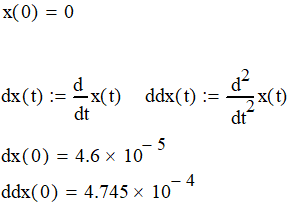 x(0) = 0
dx(t) := d/dt x(t)    ddx(t) := d²/dt² x(t)
dx(0) = 4.6 × 10⁻⁵
ddx(0) = 4.745 × 10⁻⁴